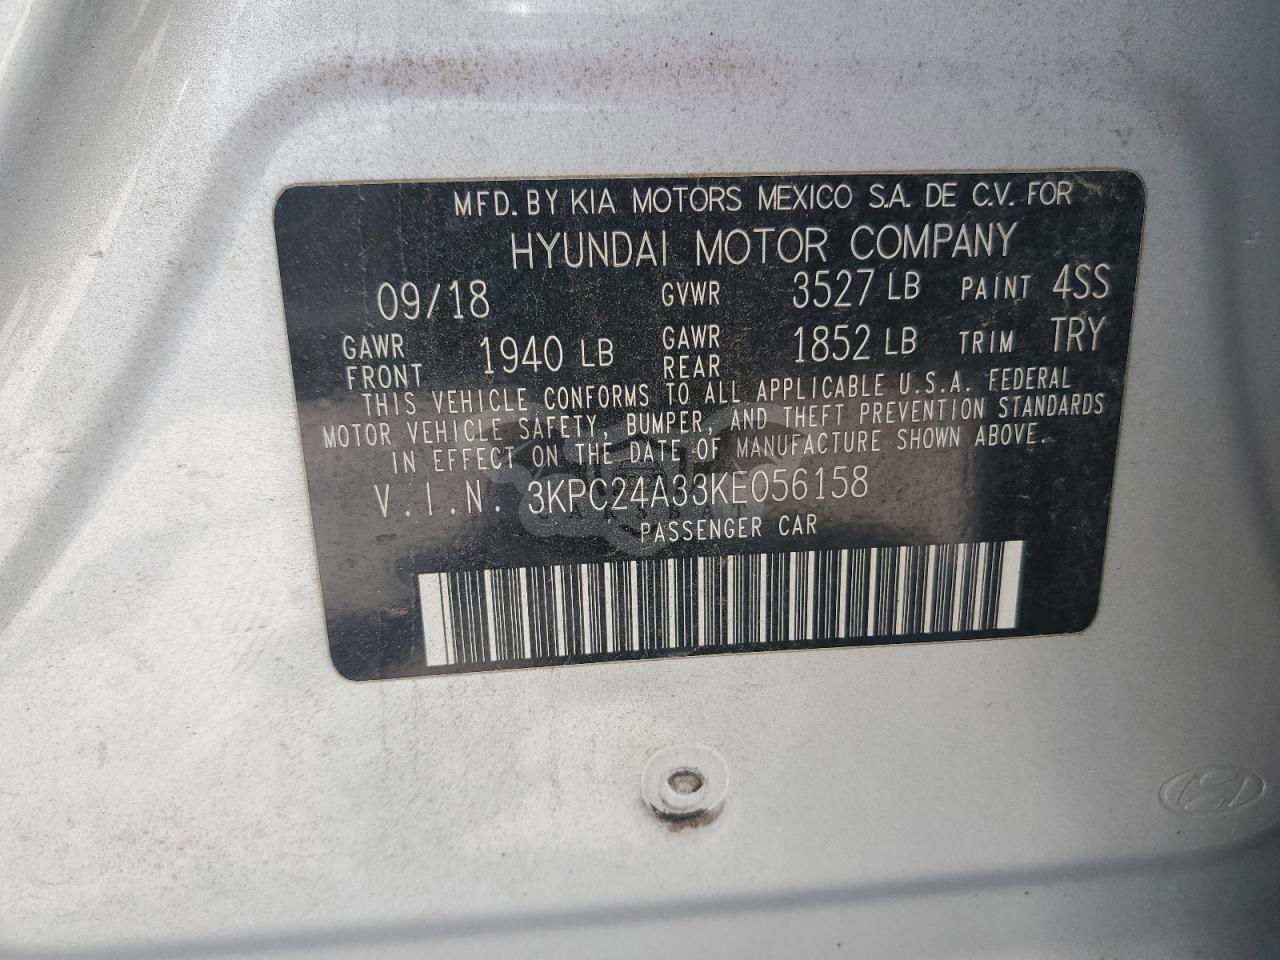 MFD. BY KIA MOTORS MEXICO S.A. DE C.V. FOR
HYUNDAI MOTOR COMPANY
09/18 GVWR 3527 LB PAINT 4SS
GAWR FRONT 1940 LB GAWR REAR 1852 LB TRIM TRY
THIS VEHICLE CONFORMS TO ALL APPLICABLE U.S.A. FEDERAL
MOTOR VEHICLE SAFETY, BUMPER, AND THEFT PREVENTION STANDARDS
IN EFFECT ON THE DATE OF MANUFACTURE SHOWN ABOVE.
V.I.N. 3KPC24A33KE056158
PASSENGER CAR